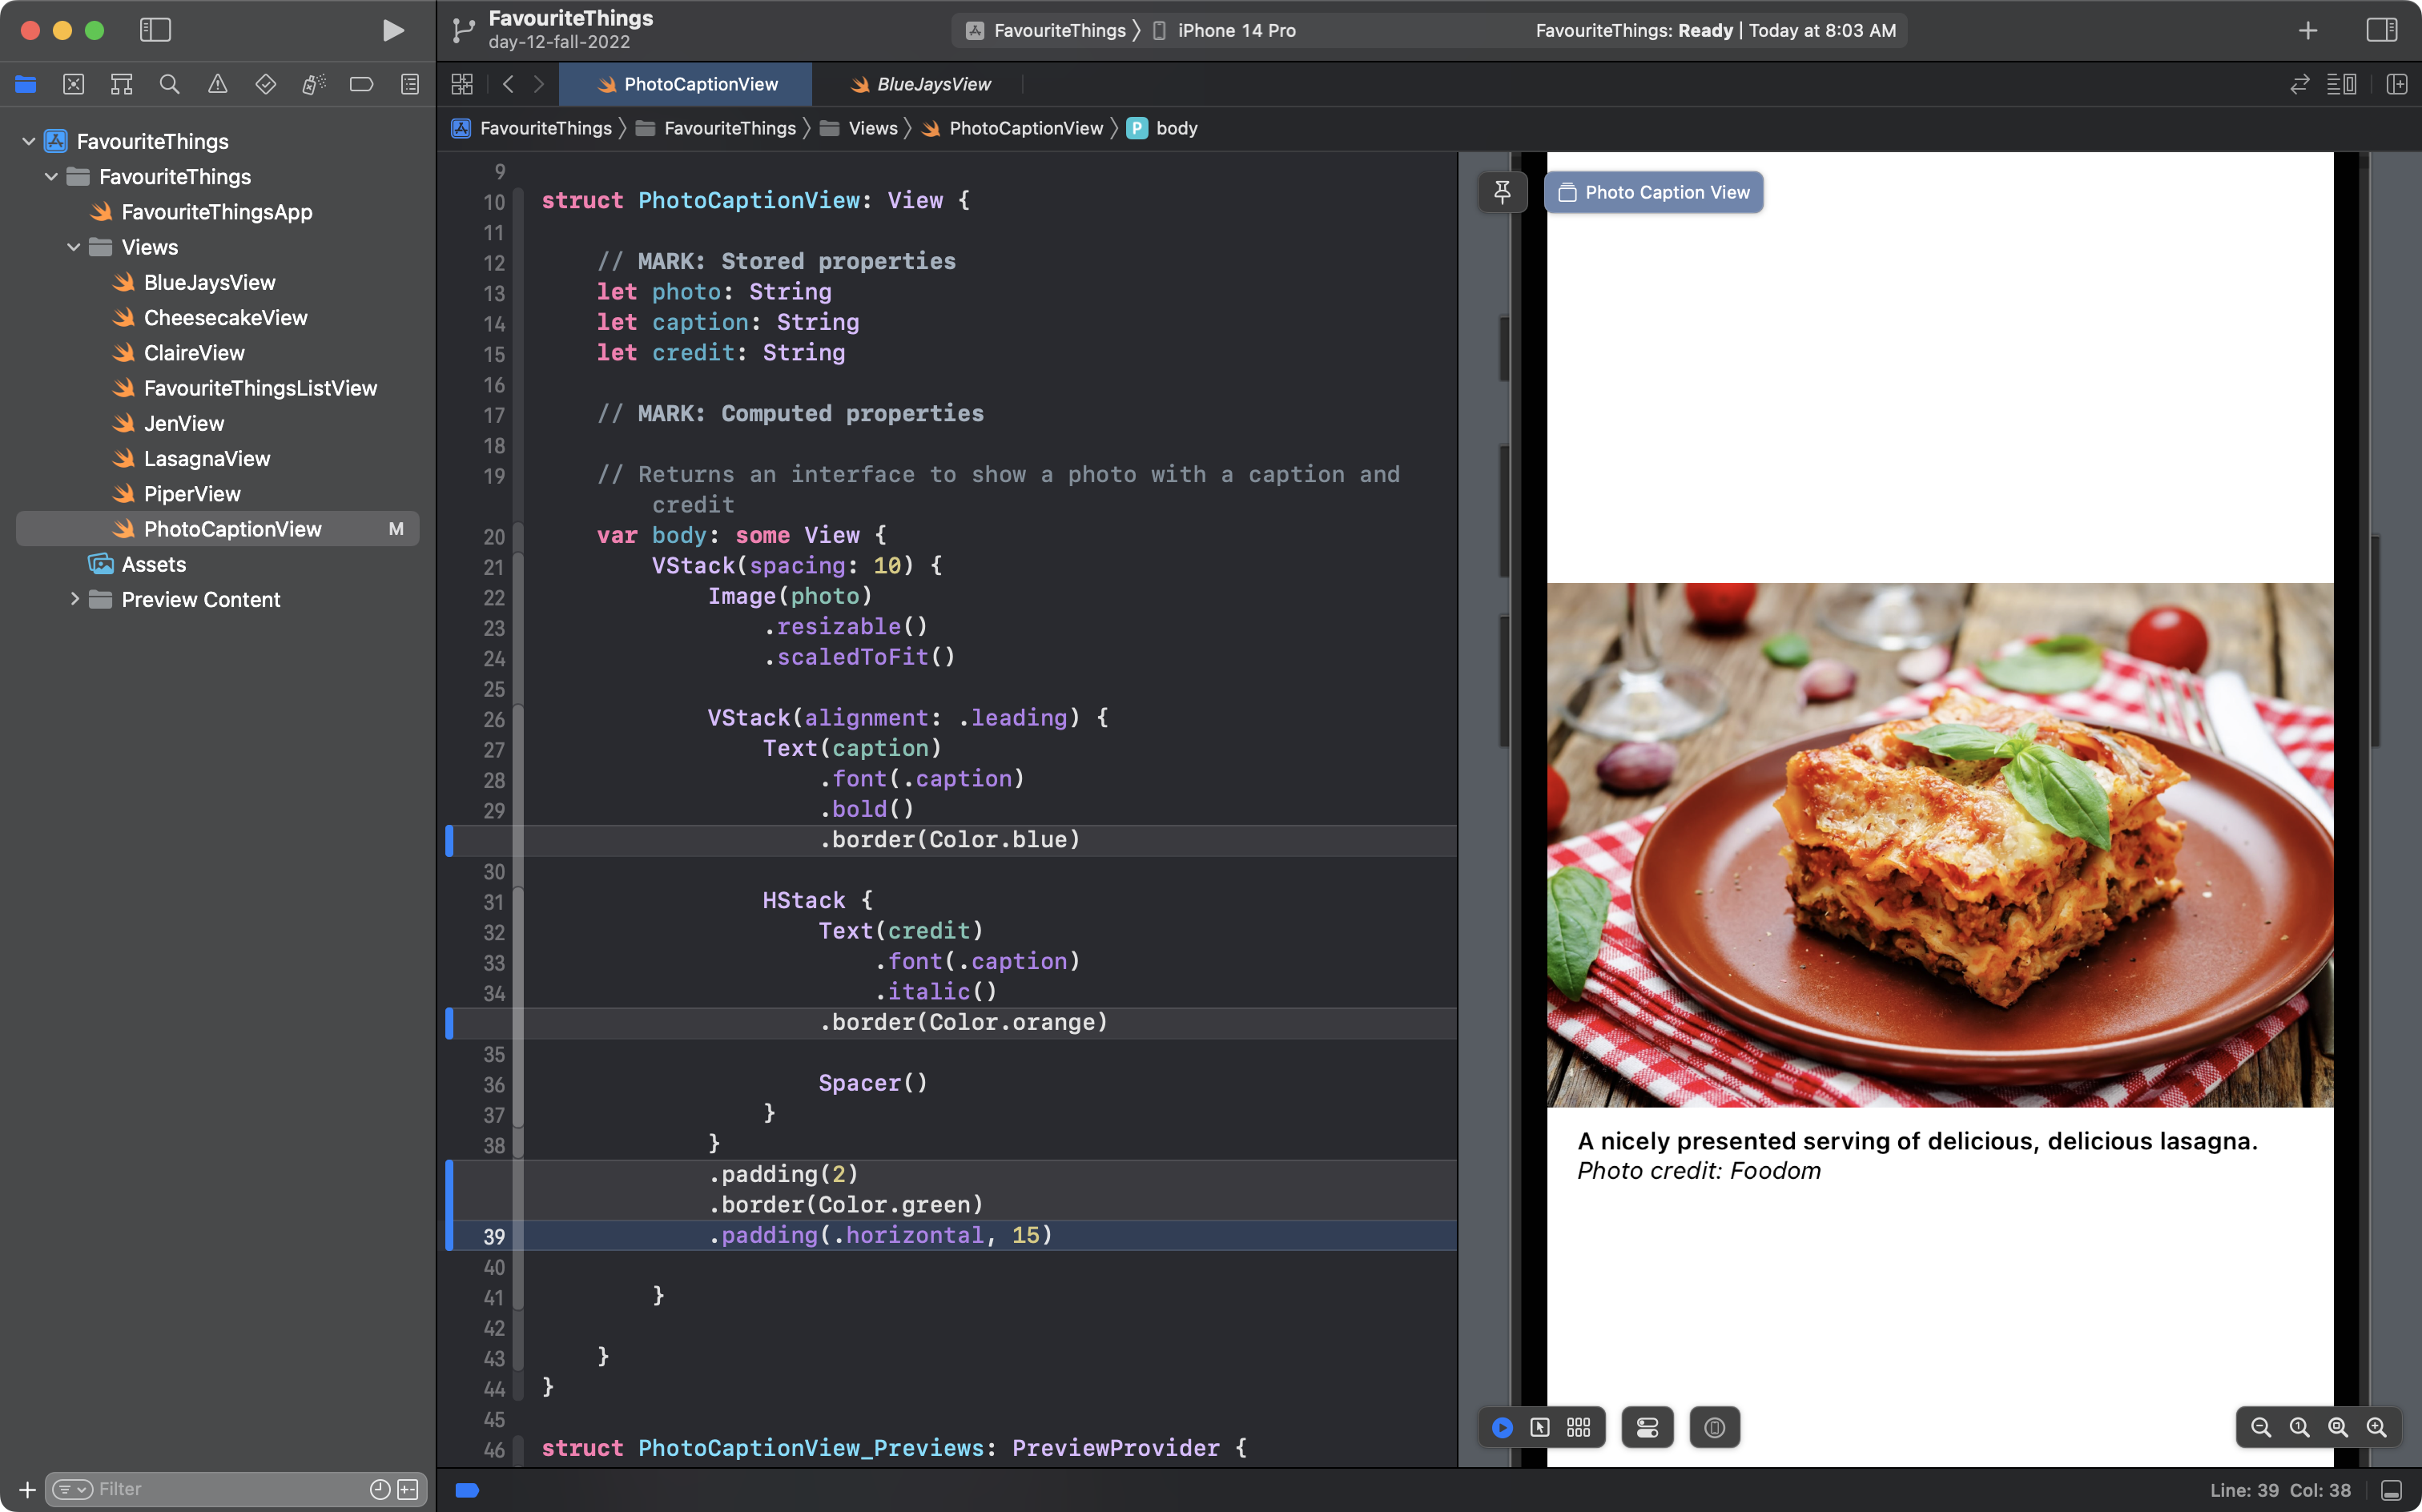 FavouriteThings
day-12-fall-2022
FavouriteThings
iPhone 14 Pro
FavouriteThings: Ready | Today at 8:03 AM
PhotoCaptionView
BlueJaysView
FavouriteThings
FavouriteThings
Views
PhotoCaptionView
P
body
FavouriteThings
FavouriteThings
FavouriteThingsApp
Views
BlueJaysView
CheesecakeView
ClaireView
FavouriteThingsListView
JenView
LasagnaView
PiperView
PhotoCaptionView M
Assets
Preview Content
Filter
9
10 struct PhotoCaptionView: View {
11
12 // MARK: Stored properties
13 let photo: String
14 let caption: String
15 let credit: String
16
17 // MARK: Computed properties
18
19 // Returns an interface to show a photo with a caption and
credit
20 var body: some View {
21 VStack(spacing: 10) {
22 Image(photo)
23 .resizable()
24 .scaledToFit()
25
26 VStack(alignment: .leading) {
27 Text(caption)
28 .font(.caption)
29 .bold()
.border(Color.blue)
30
31 HStack {
32 Text(credit)
33 .font(.caption)
34 .italic()
.border(Color.orange)
35
36 Spacer()
37 }
38 }
.padding(2)
.border(Color.green)
39 .padding(.horizontal, 15)
40
41 }
42
43 }
44 }
45
46 struct PhotoCaptionView_Previews: PreviewProvider {
Photo Caption View
A nicely presented serving of delicious, delicious lasagna.
Photo credit: Foodom
Line: 39 Col: 38